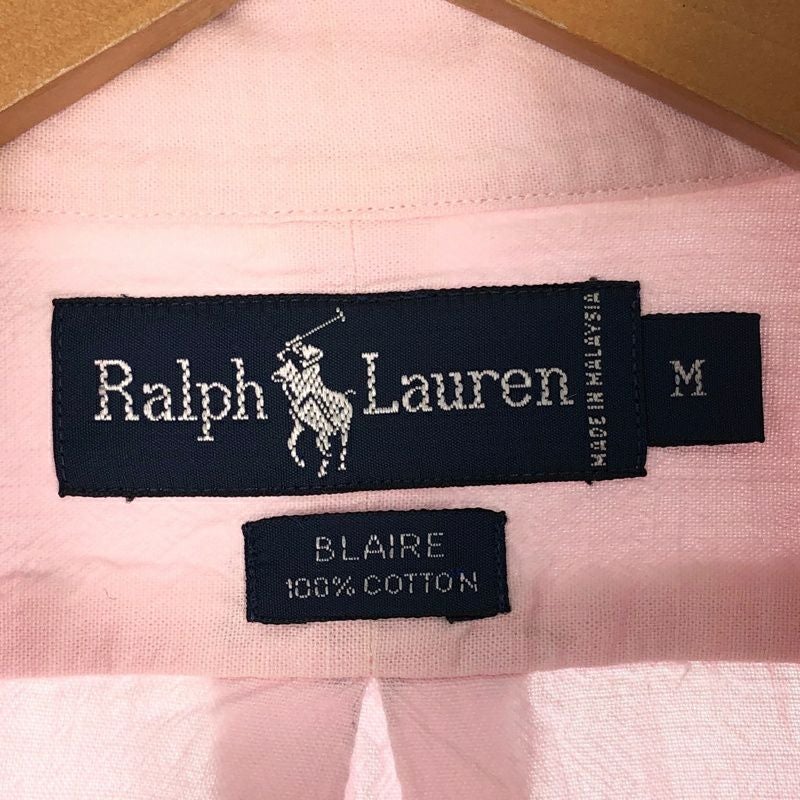 Ralph Lauren
MADE IN MALAYSIA
M
BLAIRE
100% COTTON